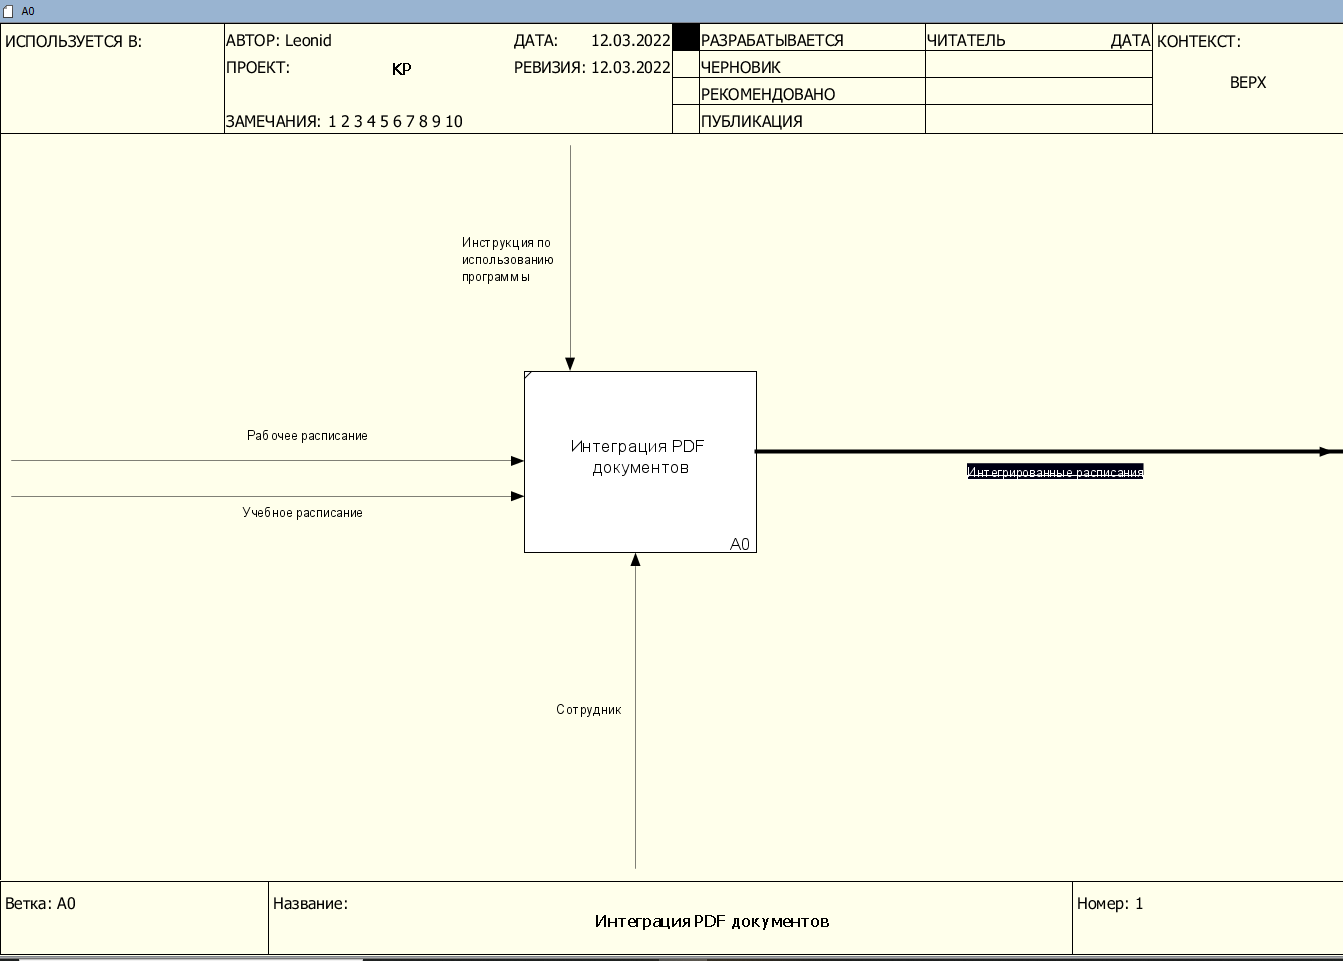 A0
ИСПОЛЬЗУЕТСЯ В:
АВТОР: Leonid
ДАТА: 12.03.2022
ПРОЕКТ: КР
РЕВИЗИЯ: 12.03.2022
ЗАМЕЧАНИЯ: 1 2 3 4 5 6 7 8 9 10
РАЗРАБАТЫВАЕТСЯ
ЧЕРНОВИК
РЕКОМЕНДОВАНО
ПУБЛИКАЦИЯ
ЧИТАТЕЛЬ
ДАТА
КОНТЕКСТ:
ВЕРХ
Инструкция по
использованию
программы
Рабочее расписание
Учебное расписание
Интеграция PDF
документов
A0
Интегрированные расписания
Сотрудник
Ветка: A0
Название:
Интеграция PDF документов
Номер: 1